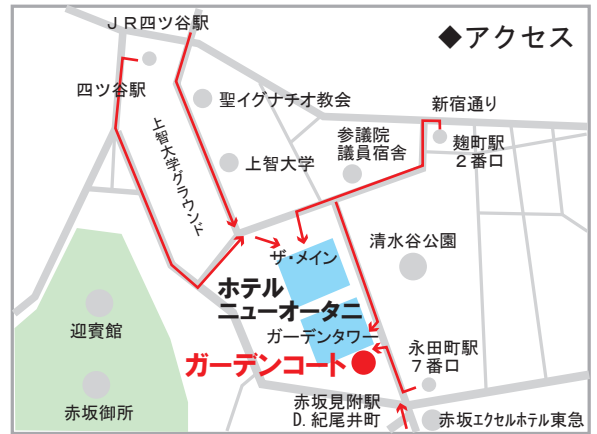 ◆アクセス
JR四ツ谷駅
四ツ谷駅
聖イグナチオ教会
新宿通り
上智大学グラウンド
上智大学
参議院
議員宿舎
麹町駅
2番口
清水谷公園
ザ・メイン
ホテル
ニューオータニ
ガーデンタワー
ガーデンコート
迎賓館
赤坂御所
永田町駅
7番口
赤坂見附駅
D.紀尾井町
赤坂エクセルホテル東急